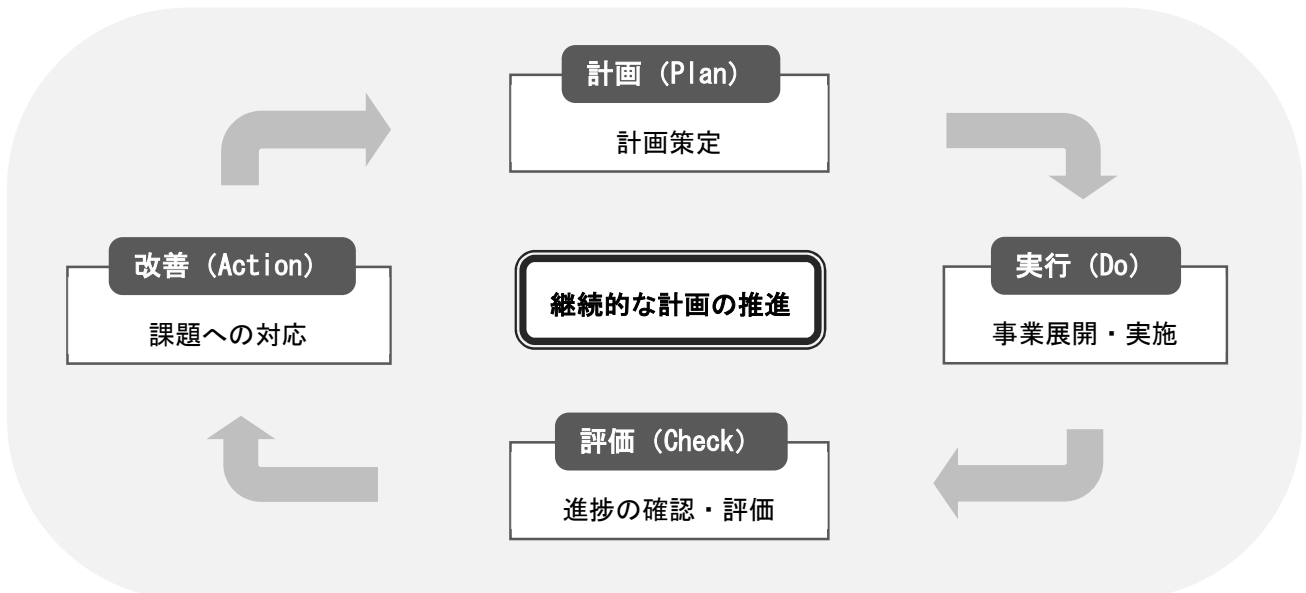 計画（Plan）
計画策定
改善（Action）
課題への対応
継続的な計画の推進
実行（Do）
事業展開・実施
評価（Check）
進捗の確認・評価